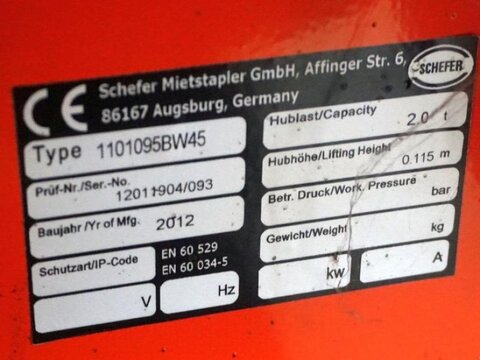 CE Schefer Mietstapler GmbH, Affinger Str. 6,
86167 Augsburg, Germany
SCHEFER
Type 1101095BW45
Prüf-Nr./Ser.-No.
12011904/093
Baujahr/Yr of Mfg. 2012
Schutzart/IP-Code EN 60 529
EN 60 034-5
V Hz
Hublast/Capacity 2.0 t
Hubhöhe/Lifting Height 0.115 m
Betr. Druck/Work. Pressure bar
Gewicht/Weight kg
kw A